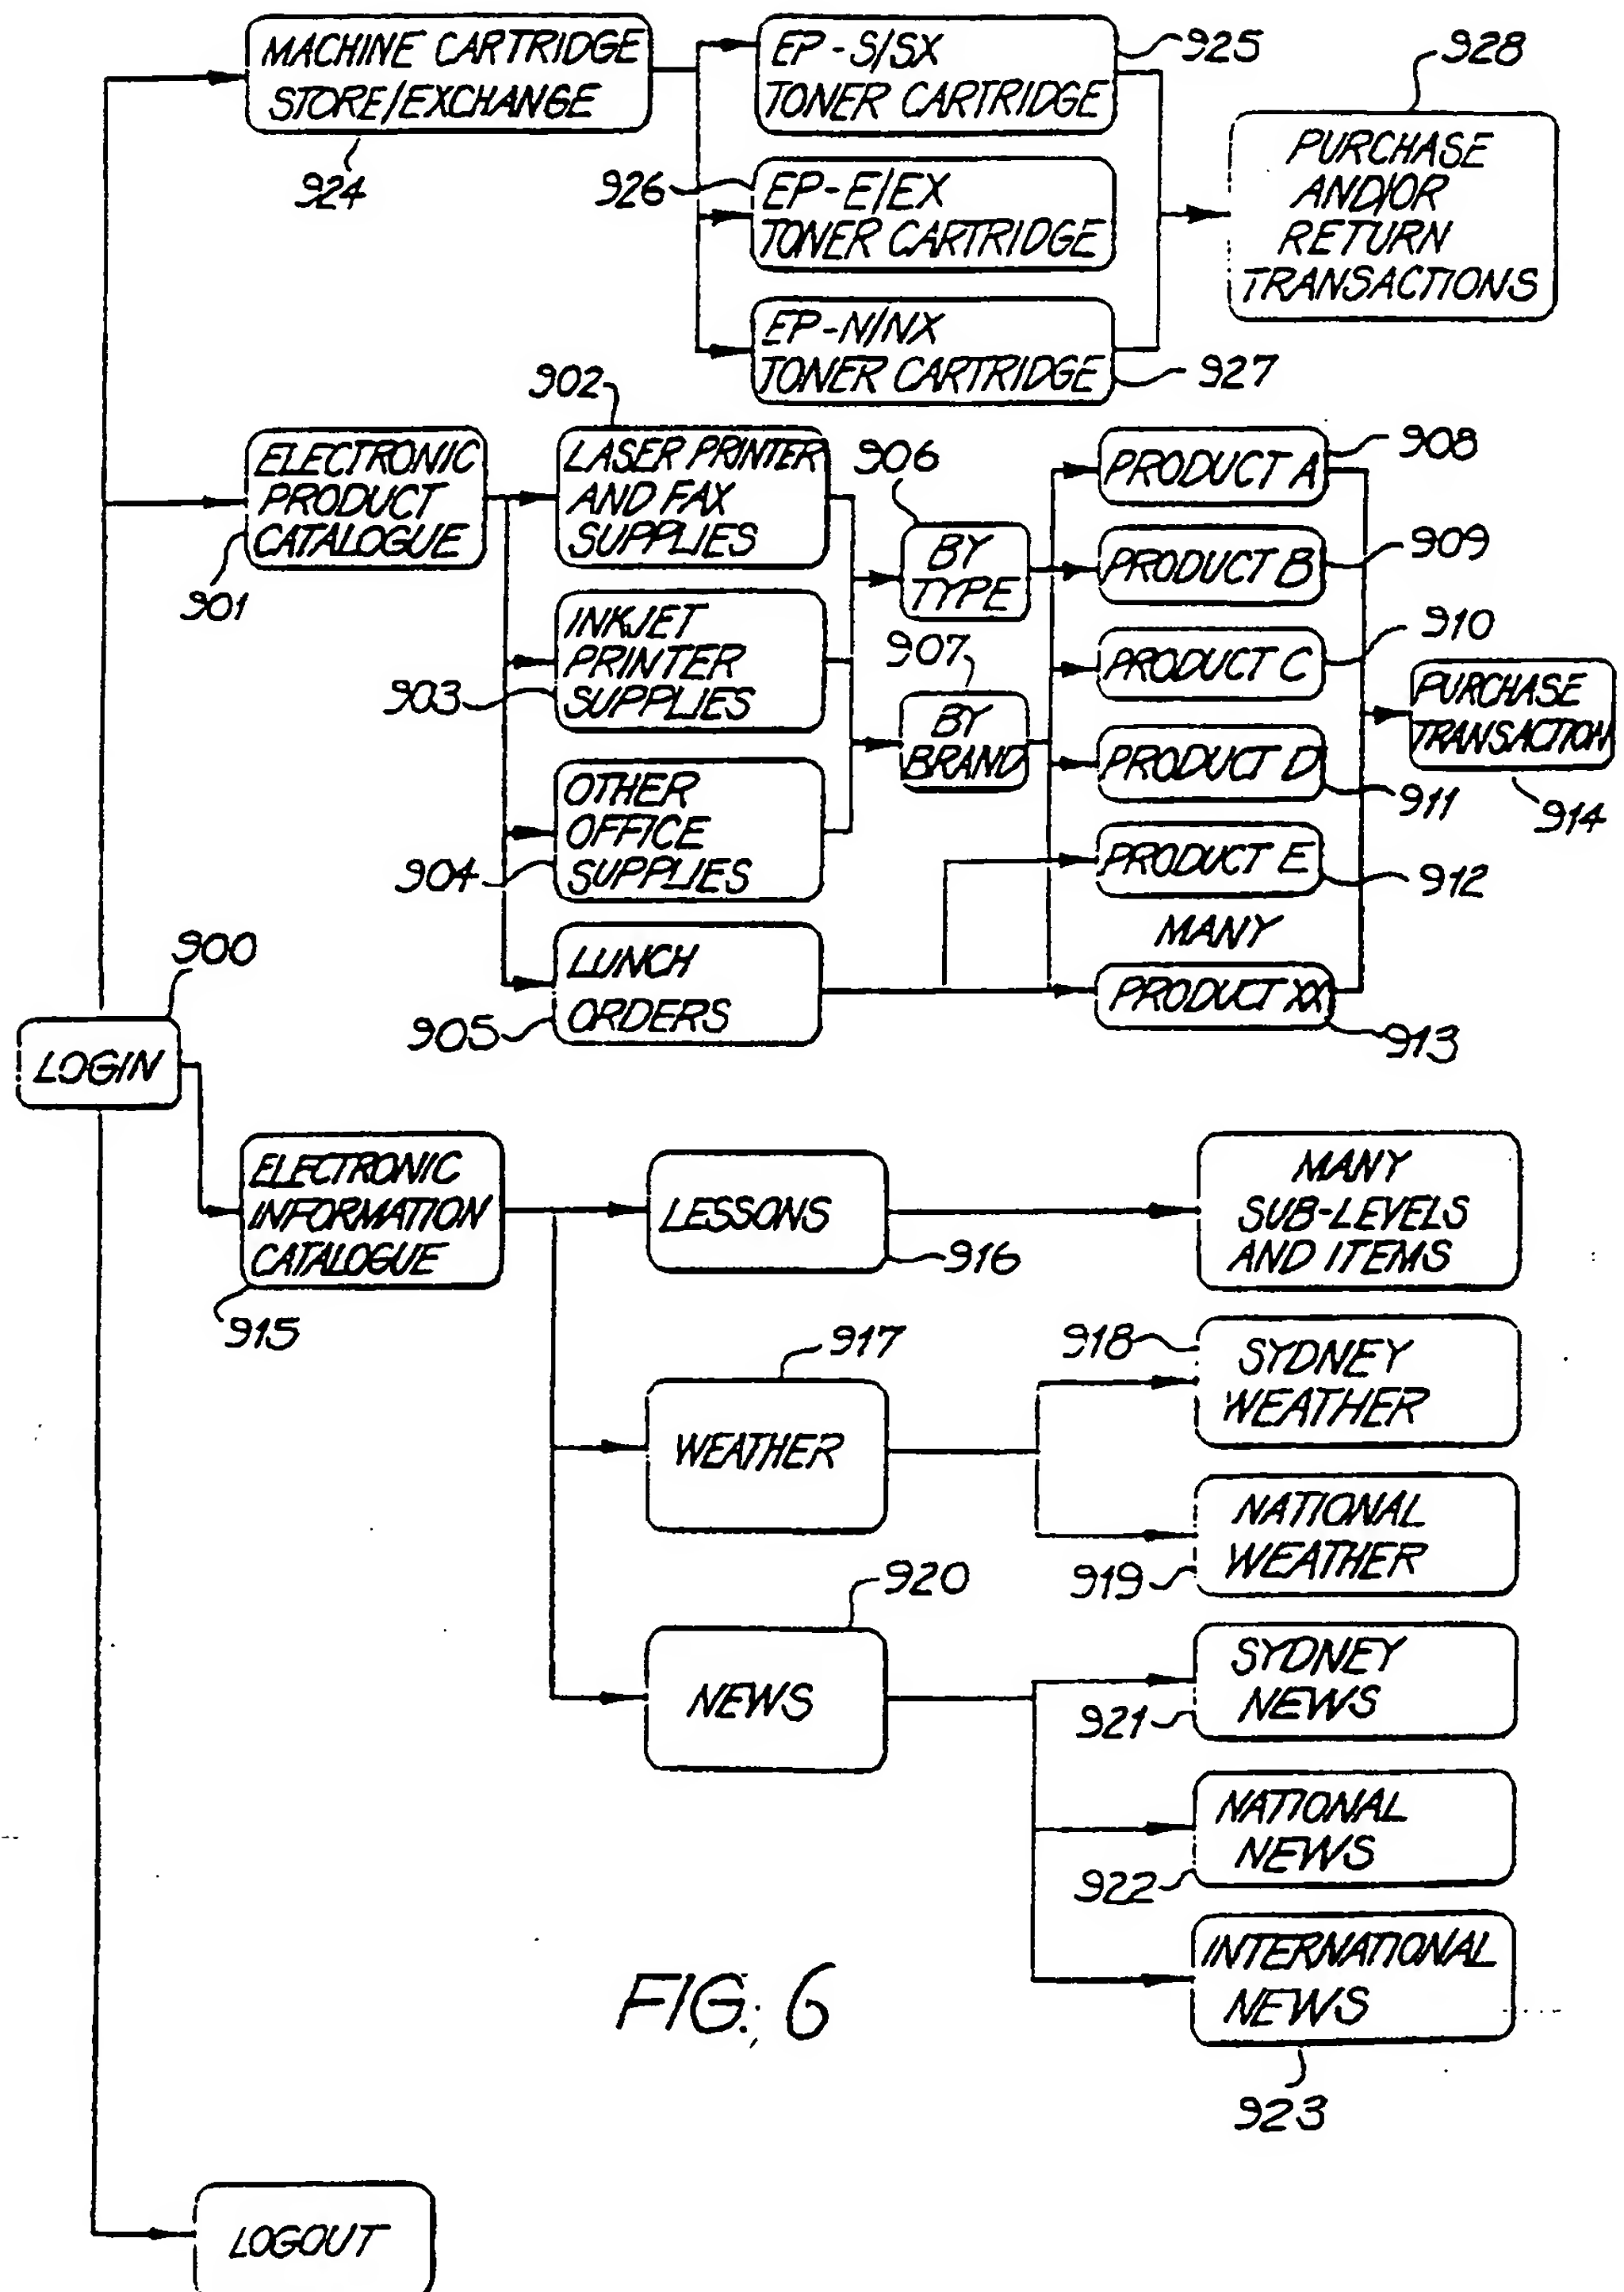 MACHINE CARTRIDGE
STORE/EXCHANGE
924
EP-S/SX
TONER CARTRIDGE
925
926
EP-E/EX
TONER CARTRIDGE
EP-N/NX
TONER CARTRIDGE
927
928
PURCHASE
AND/OR
RETURN
TRANSACTIONS
ELECTRONIC
PRODUCT
CATALOGUE
901
902
LASER PRINTER
AND FAX
SUPPLIES
INKJET
PRINTER
SUPPLIES
903
OTHER
OFFICE
SUPPLIES
904
LUNCH
ORDERS
905
906
BY
TYPE
907
BY
BRAND
PRODUCT A
908
PRODUCT B
909
PRODUCT C
910
PRODUCT D
911
PRODUCT E
912
MANY
PRODUCT XX
913
PURCHASE
TRANSACTION
914
900
LOGIN
ELECTRONIC
INFORMATION
CATALOGUE
915
LESSONS
916
MANY
SUB-LEVELS
AND ITEMS
917
WEATHER
918
SYDNEY
WEATHER
NATIONAL
WEATHER
919
920
NEWS
SYDNEY
NEWS
921
NATIONAL
NEWS
922
INTERNATIONAL
NEWS
923
FIG. 6
LOGOUT